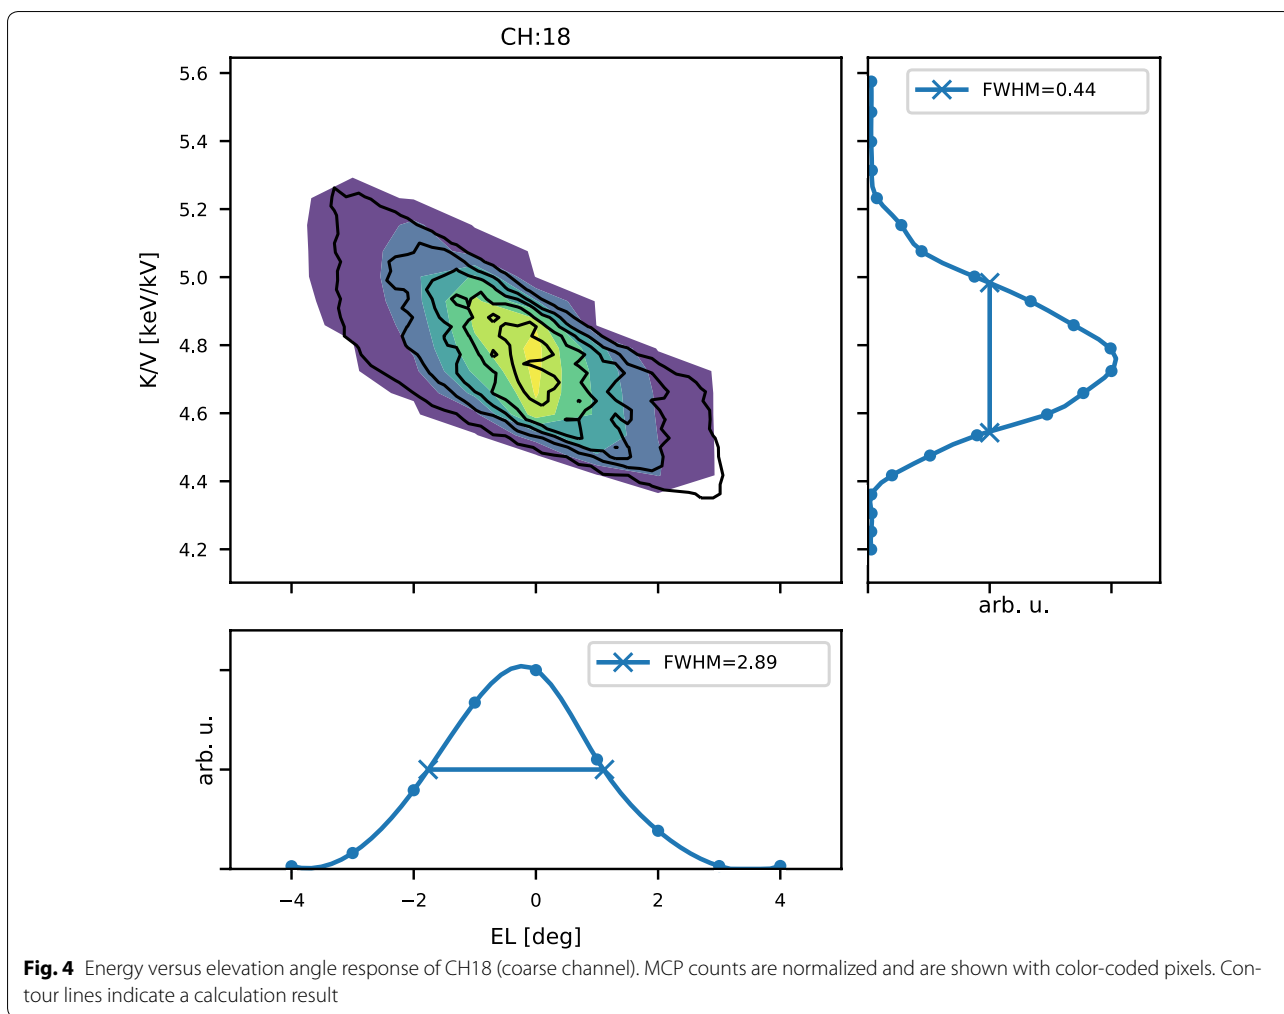 CH:18
5.6
5.4
5.2
5.0
4.8
4.6
4.4
4.2
K/V [keV/kV]
FWHM=0.44
arb. u.
FWHM=2.89
arb. u.
−4 −2 0 2 4
EL [deg]
Fig. 4 Energy versus elevation angle response of CH18 (coarse channel). MCP counts are normalized and are shown with color-coded pixels. Con-
tour lines indicate a calculation result